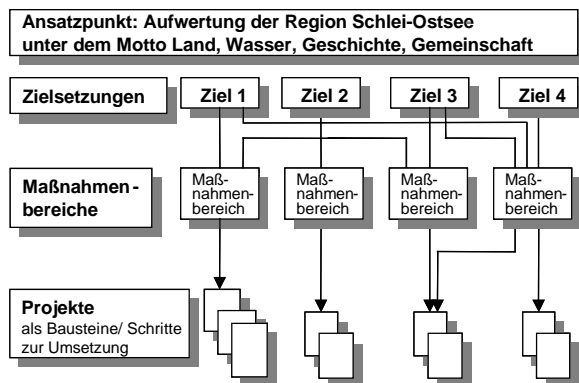 Ansatzpunkt: Aufwertung der Region Schlei-Ostsee
unter dem Motto Land, Wasser, Geschichte, Gemeinschaft
Zielsetzungen
Ziel 1
Ziel 2
Ziel 3
Ziel 4
Maßnahmen-
bereiche
Maß-
nahmen-
bereich
Maß-
nahmen-
bereich
Maß-
nahmen-
bereich
Maß-
nahmen-
bereich
Projekte
als Bausteine/ Schritte
zur Umsetzung